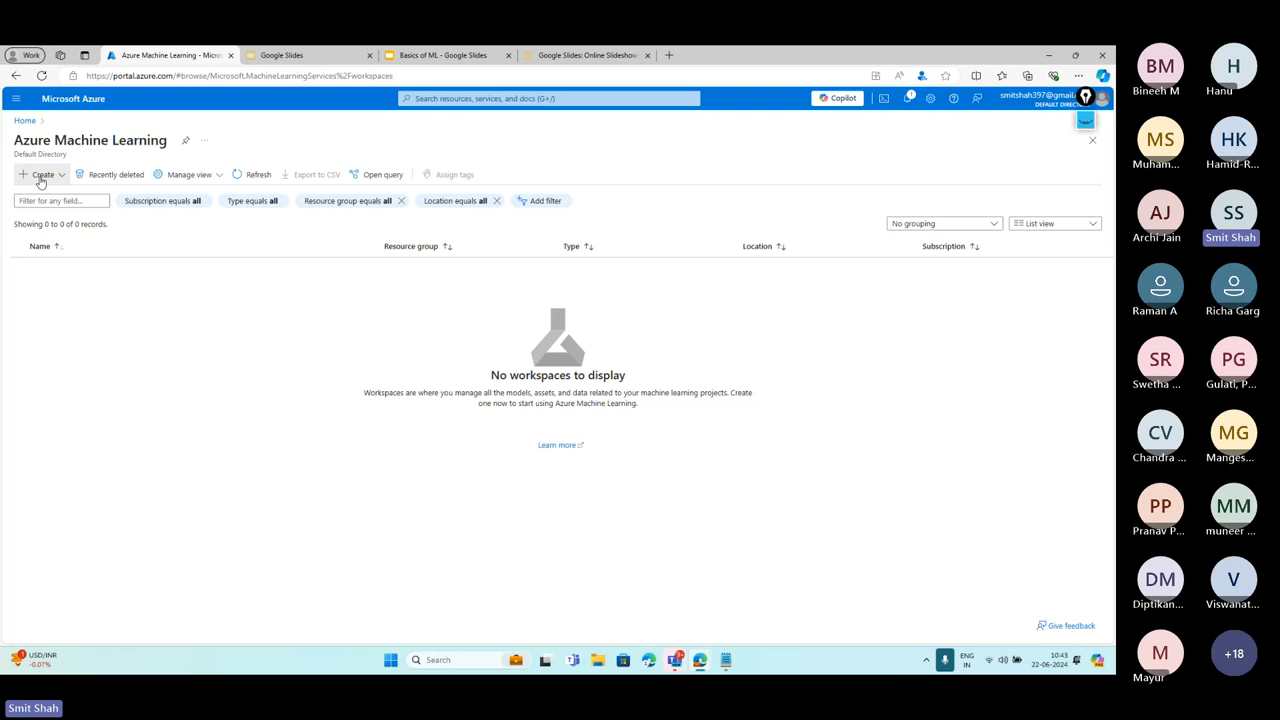 Work
Azure Machine Learning - Micros
Google Slides
Basics of ML - Google Slides
Google Slides: Online Slideshow
https://portal.azure.com/#browse/Microsoft.MachineLearningServices%2Fworkspaces
Microsoft Azure
Search resources, services, and docs (G+/)
Copilot
1
smitshah397@gmail.
DEFAULT DIRECT
Home
Azure Machine Learning
Default Directory
Create
Recently deleted
Manage view
Refresh
Export to CSV
Open query
Assign tags
Filter for any field...
Subscription equals all
Type equals all
Resource group equals all
Location equals all
Add filter
Showing 0 to 0 of 0 records.
No grouping
List view
Name
Resource group
Type
Location
Subscription
No workspaces to display
Workspaces are where you manage all the models, assets, and data related to your machine learning projects. Create
one now to start using Azure Machine Learning.
Learn more
Give feedback
USD/INR
-0.07%
Search
ENG
IN
10:43
22-06-2024
Smit Shah
BM
Bineeh M
H
Hanu
MS
Muham...
HK
Hamid-R...
AJ
Archi Jain
SS
Smit Shah
Raman A
Richa Garg
SR
Swetha ...
PG
Gulati, P...
CV
Chandra ...
MG
Manges...
PP
Pranav P...
MM
muneer ...
DM
Diptikan...
V
Viswanat...
M
Mayur
+18